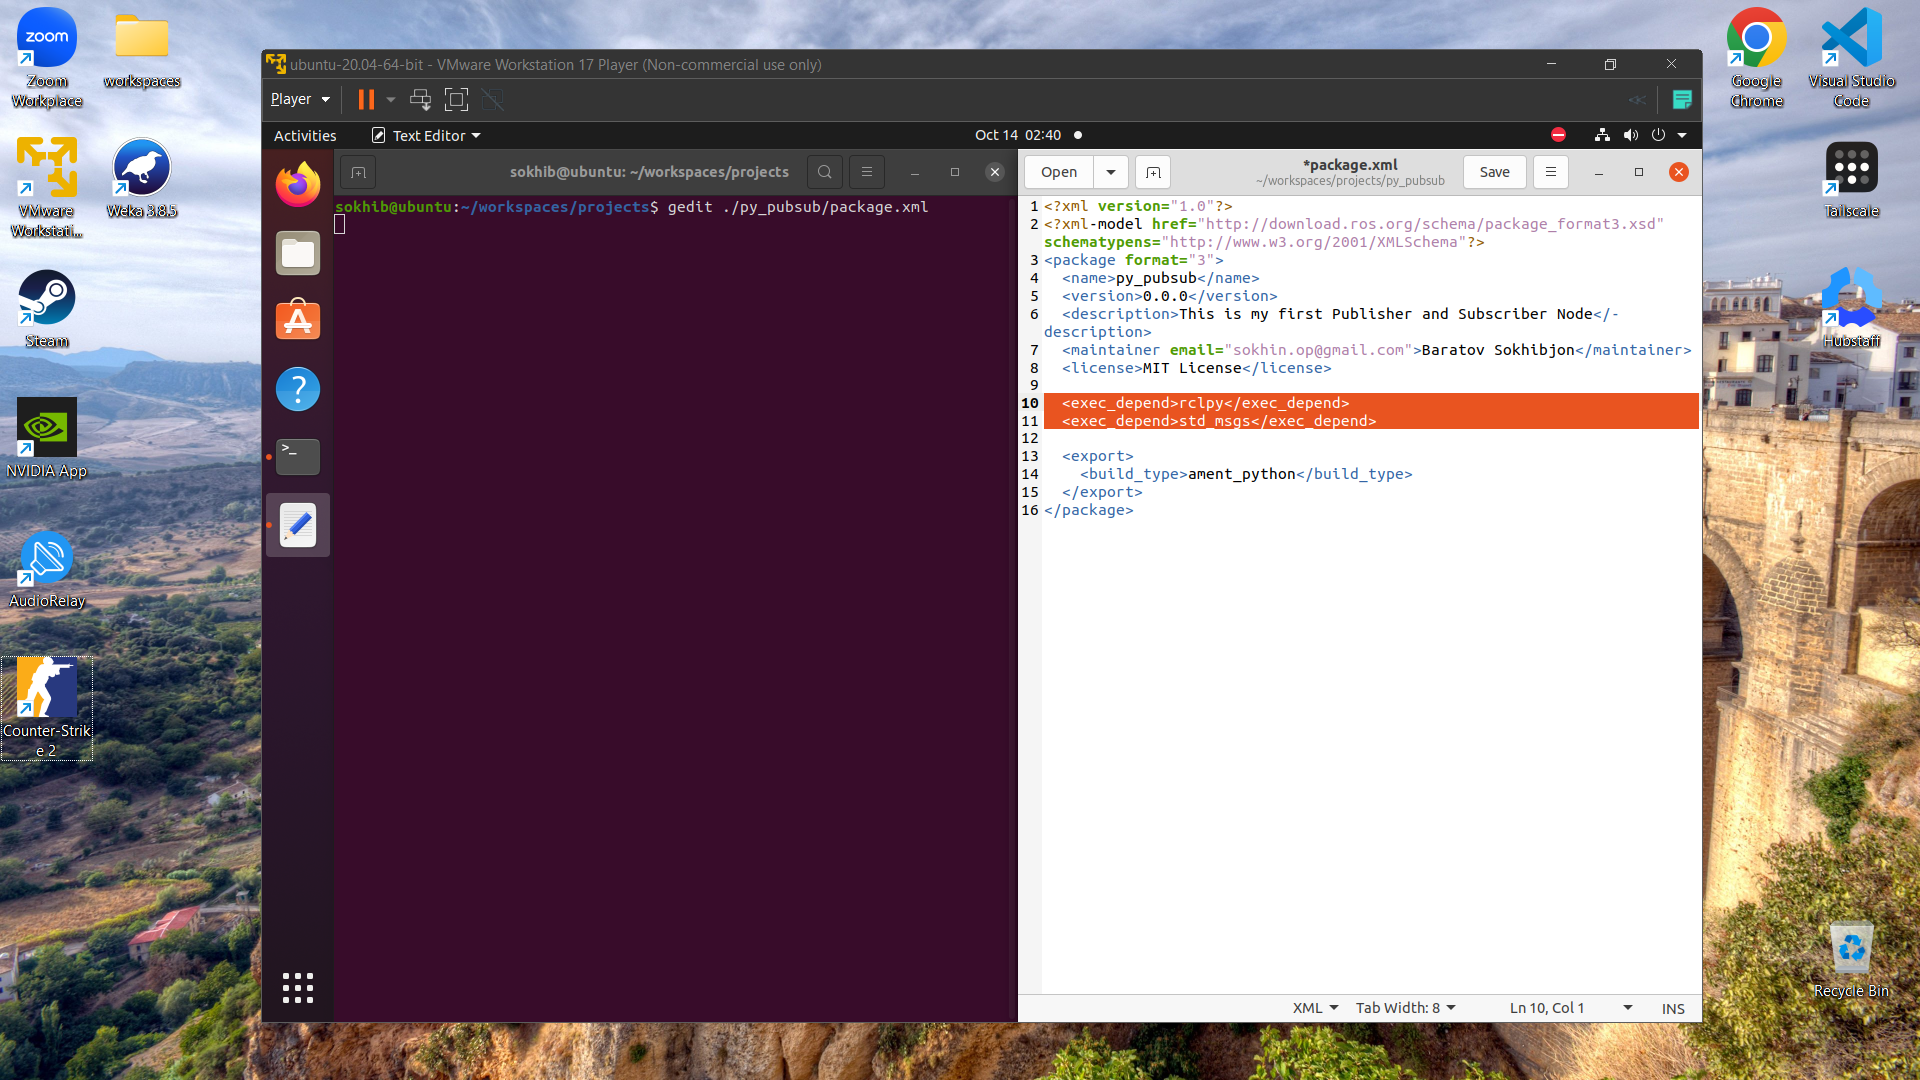 zoom
Zoom
Workplace
workspaces
VMware
Workstati...
Weka 3.8.5
Steam
NVIDIA App
AudioRelay
Counter-Strik
e 2
Google
Chrome
Visual Studio
Code
Tailscale
Hubstaff
Recycle Bin
ubuntu-20.04-64-bit - VMware Workstation 17 Player (Non-commercial use only)
Player
Activities
Text Editor
Oct 14 02:40
sokhib@ubuntu: ~/workspaces/projects
sokhib@ubuntu:~/workspaces/projects$ gedit ./py_pubsub/package.xml
Open
*package.xml
~/workspaces/projects/py_pubsub
Save
1 <?xml version="1.0"?>
2 <?xml-model href="http://download.ros.org/schema/package_format3.xsd"
schematypens="http://www.w3.org/2001/XMLSchema"?>
3 <package format="3">
4 <name>py_pubsub</name>
5 <version>0.0.0</version>
6 <description>This is my first Publisher and Subscriber Node</-
description>
7 <maintainer email="sokhin.op@gmail.com">Baratov Sokhibjon</maintainer>
8 <license>MIT License</license>
9
10 <exec_depend>rclpy</exec_depend>
11 <exec_depend>std_msgs</exec_depend>
12
13 <export>
14 <build_type>ament_python</build_type>
15 </export>
16 </package>
XML
Tab Width: 8
Ln 10, Col 1
INS